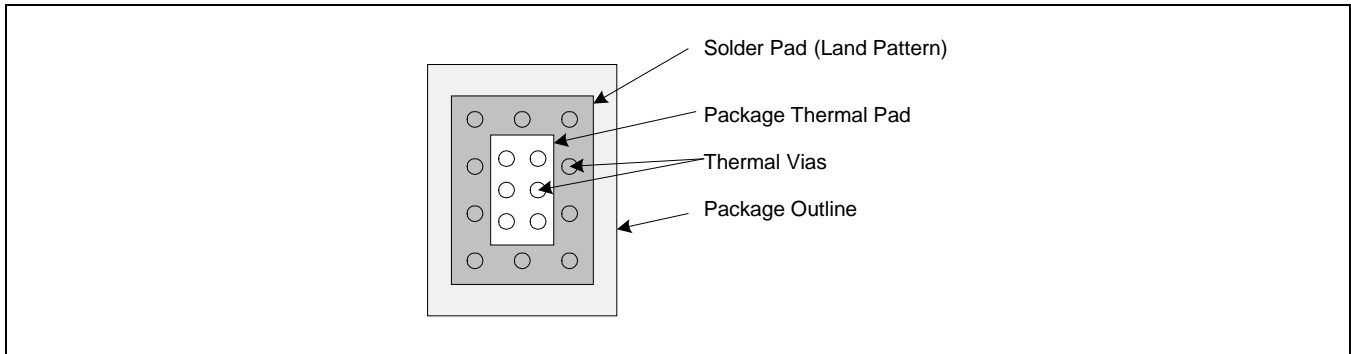 Solder Pad (Land Pattern)
Package Thermal Pad
Thermal Vias
Package Outline